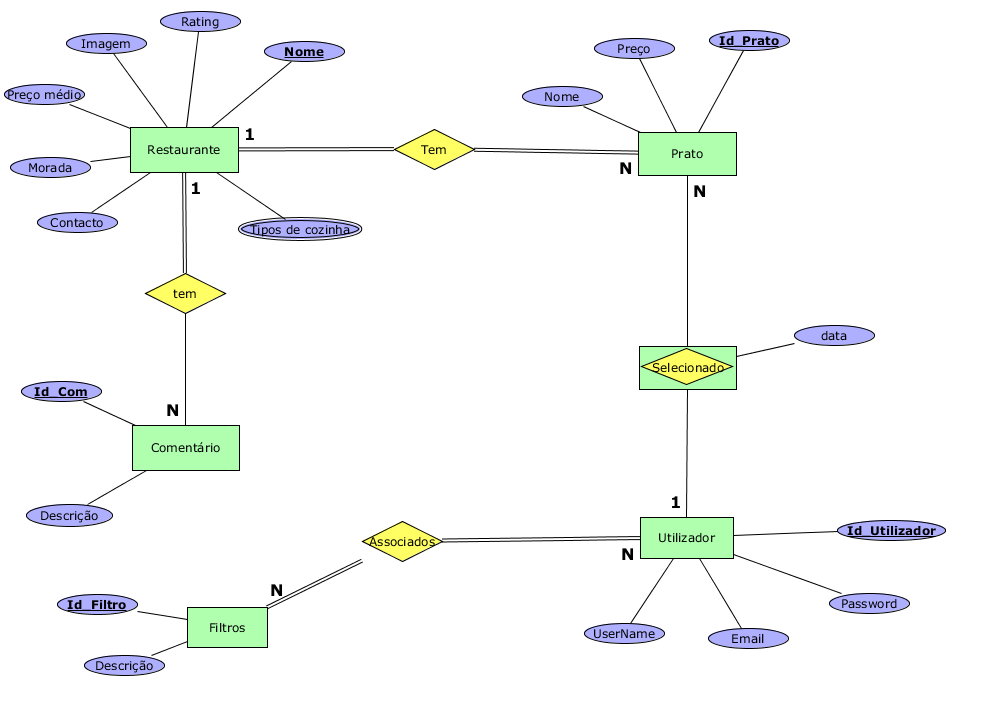 Rating
Imagem
Nome
Preço médio
Restaurante
1
Morada
1
Contacto
Tipos de cozinha
Tem
Preço
Id_Prato
Nome
Prato
N
N
tem
N
Id_Com
Comentário
Descrição
data
Selecionado
1
Utilizador
Id_Utilizador
N
Associados
Password
UserName
Email
N
Id_Filtro
Filtros
Descrição